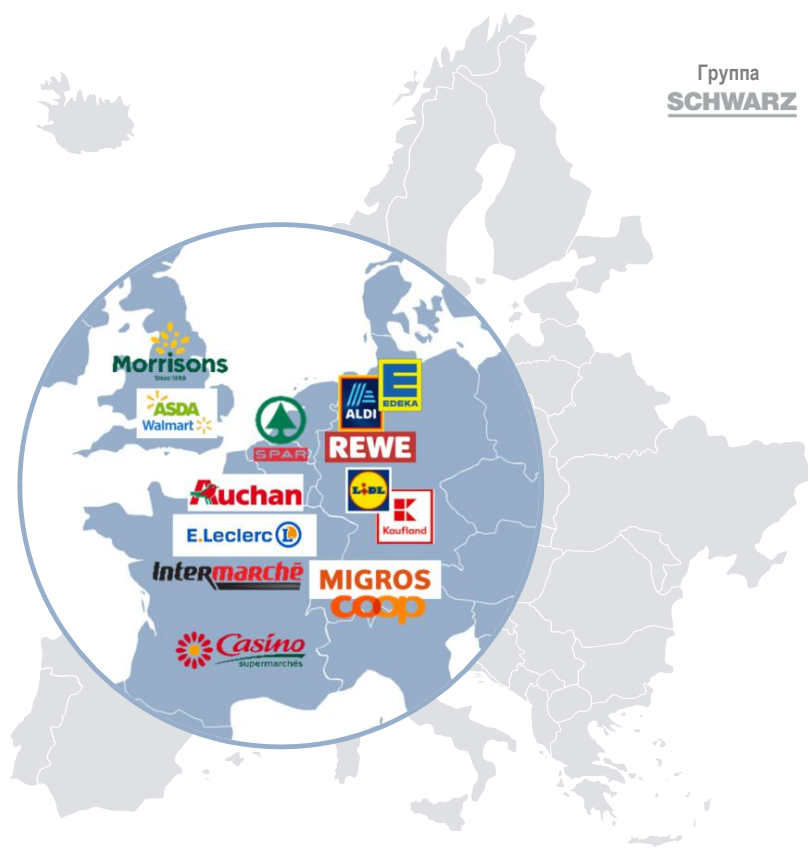 Группа
SCHWARZ
Morrisons
Since 1899
ASDA
Walmart
SPAR
ALDI
E
EDEKA
REWE
Auchan
LIDL
K
Kaufland
E.Leclerc L
Intermarchē
MIGROS
coop
Casino
supermarchés